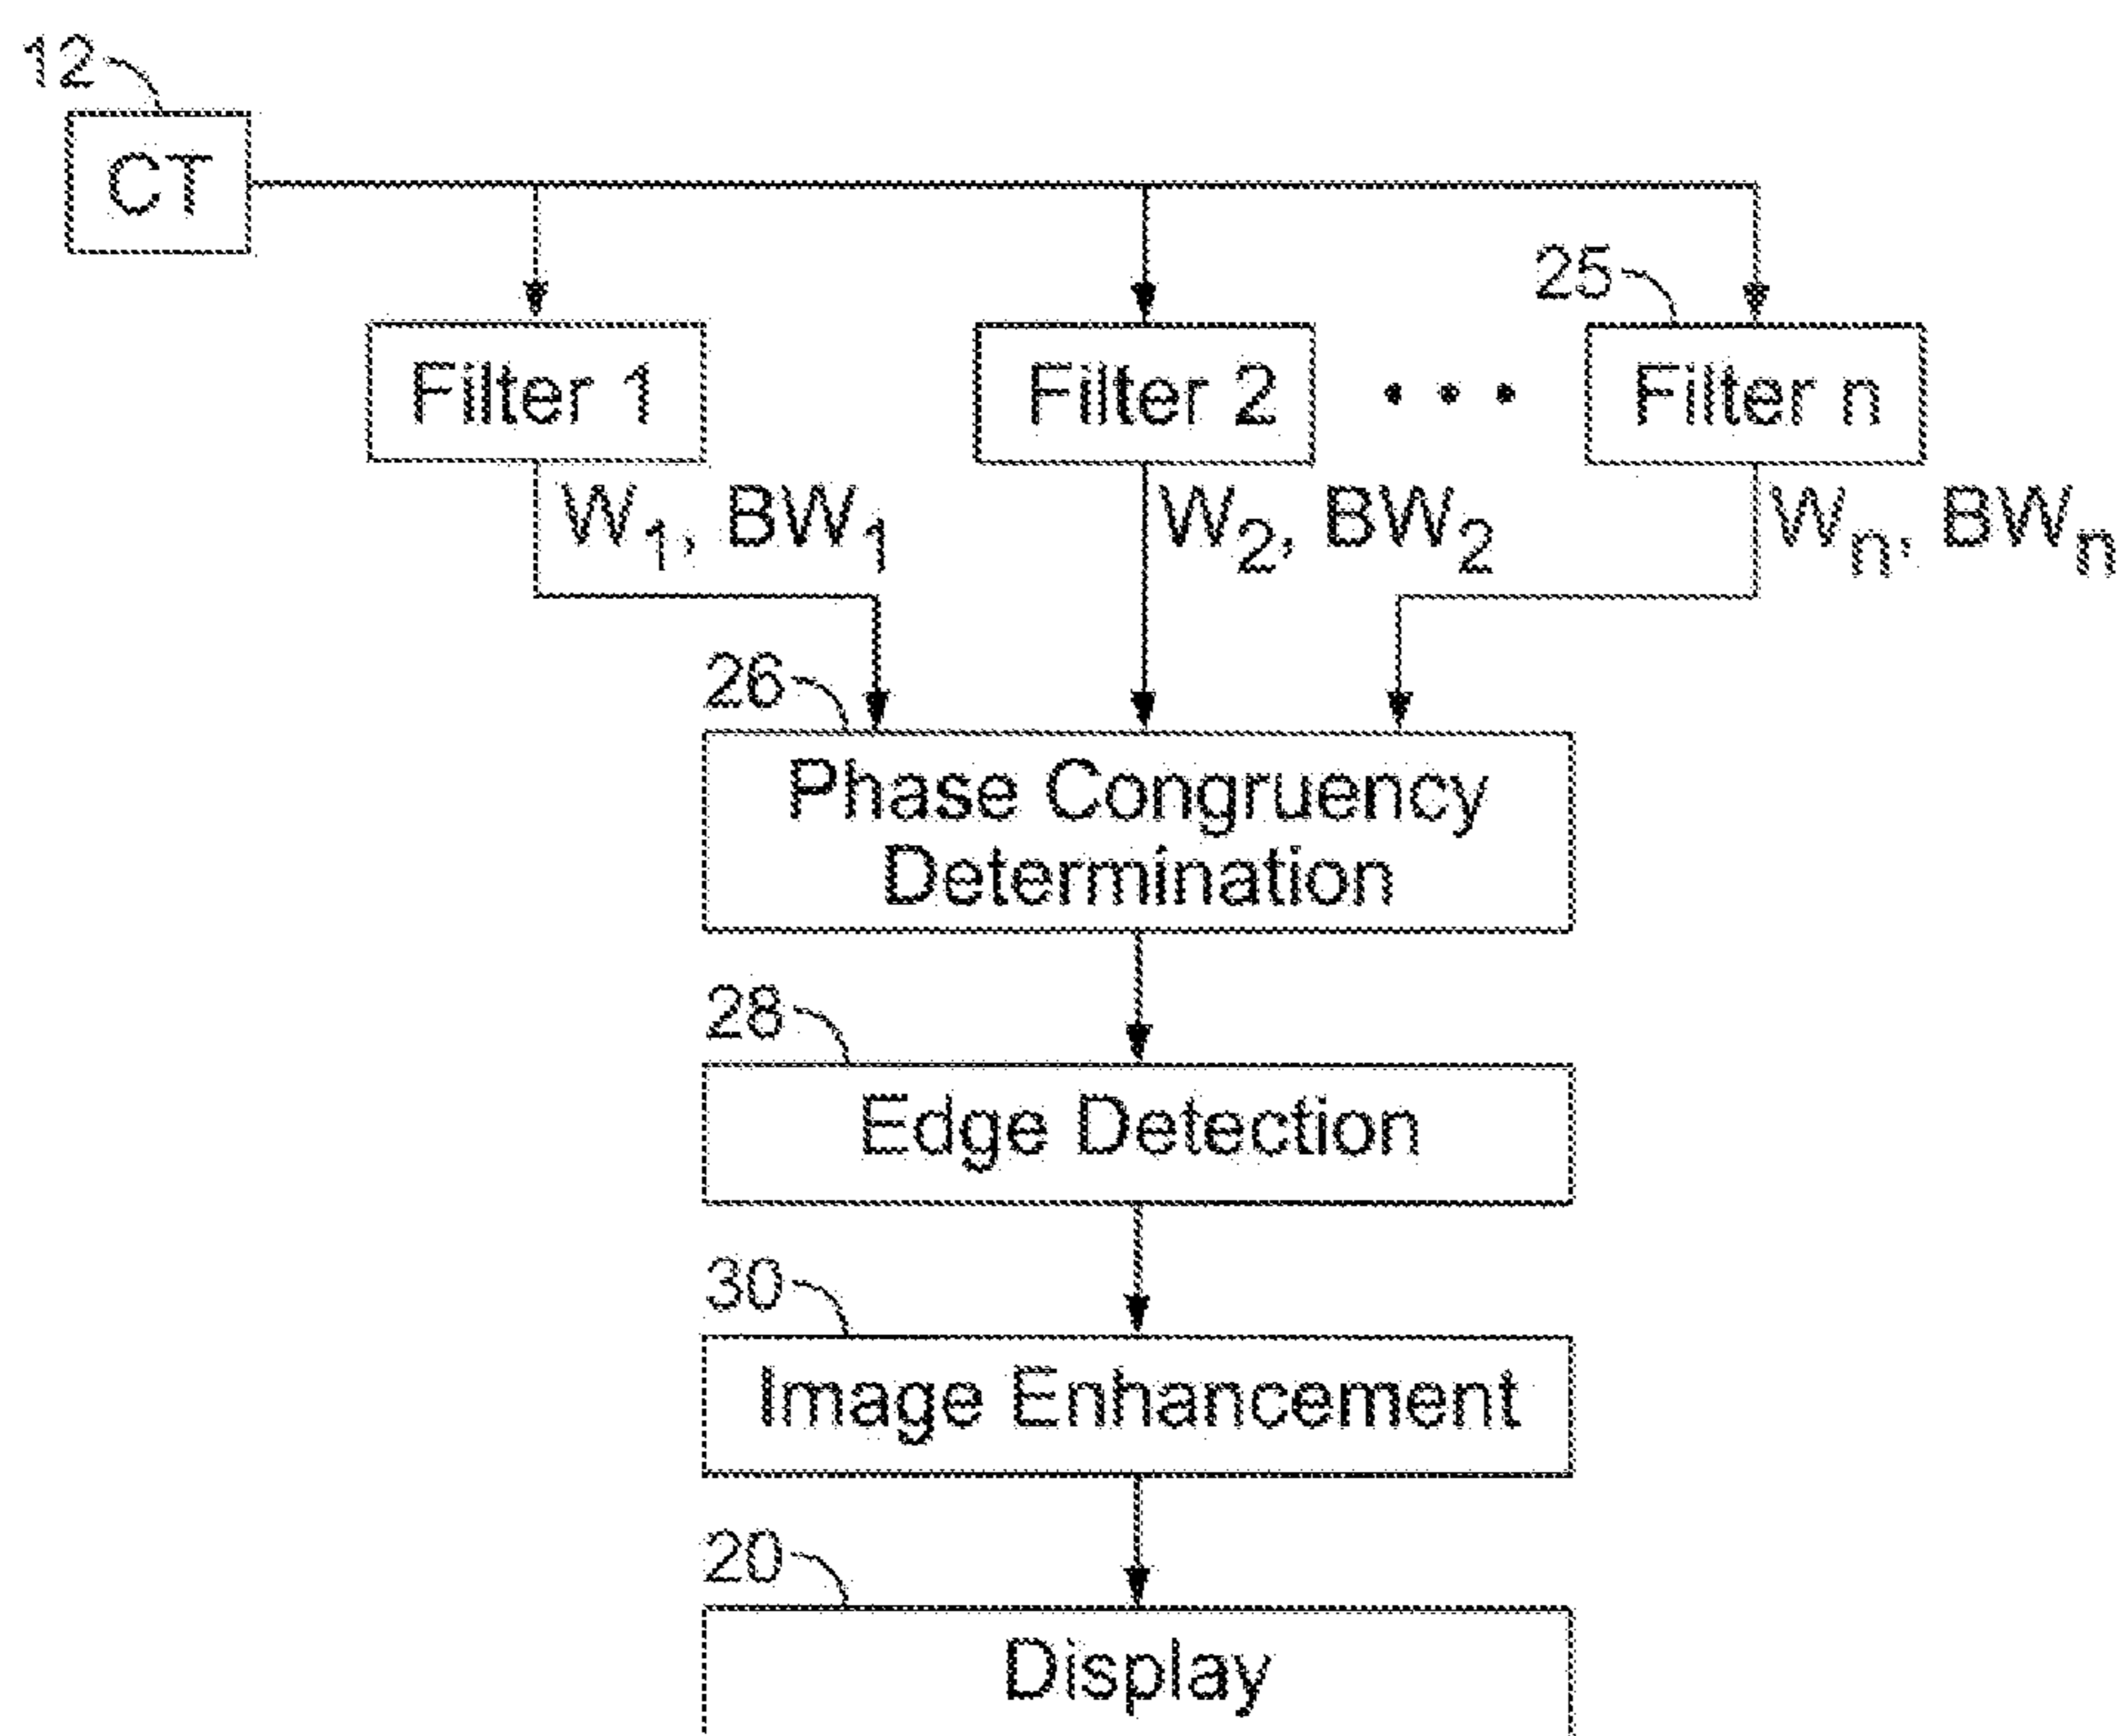 12
CT
25
Filter 1
Filter 2
• • •
Filter n
W1, BW1
W2, BW2
Wn, BWn
26
Phase Congruency
Determination
28
Edge Detection
30
Image Enhancement
20
Display